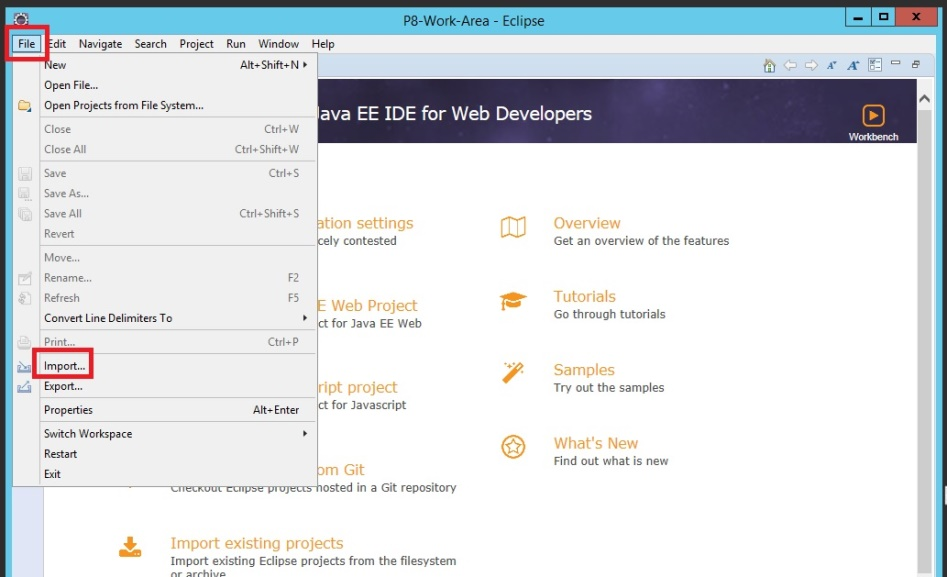 P8-Work-Area - Eclipse
File Edit Navigate Search Project Run Window Help
New Alt+Shift+N
Open File...
Open Projects from File System...
Close Ctrl+W
Close All Ctrl+Shift+W
Save Ctrl+S
Save As...
Save All Ctrl+Shift+S
Revert
Move...
Rename... F2
Refresh F5
Convert Line Delimiters To
Print... Ctrl+P
Import...
Export...
Properties Alt+Enter
Switch Workspace
Restart
Exit
Java EE IDE for Web Developers
Workbench
ation settings
cely contested
E Web Project
ct for Java EE Web
ript project
ct for Javascript
om Git
Checkout Eclipse projects hosted in a Git repository
Import existing projects
Import existing Eclipse projects from the filesystem
or archive
Overview
Get an overview of the features
Tutorials
Go through tutorials
Samples
Try out the samples
What's New
Find out what is new